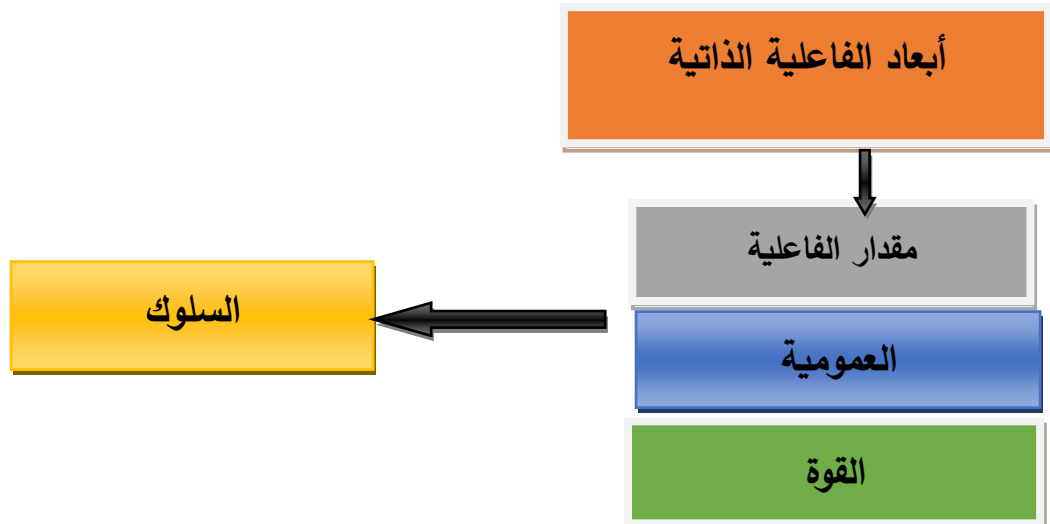 أبعاد الفاعلية الذاتية
مقدار الفاعلية
العمومية
السلوك
القوة